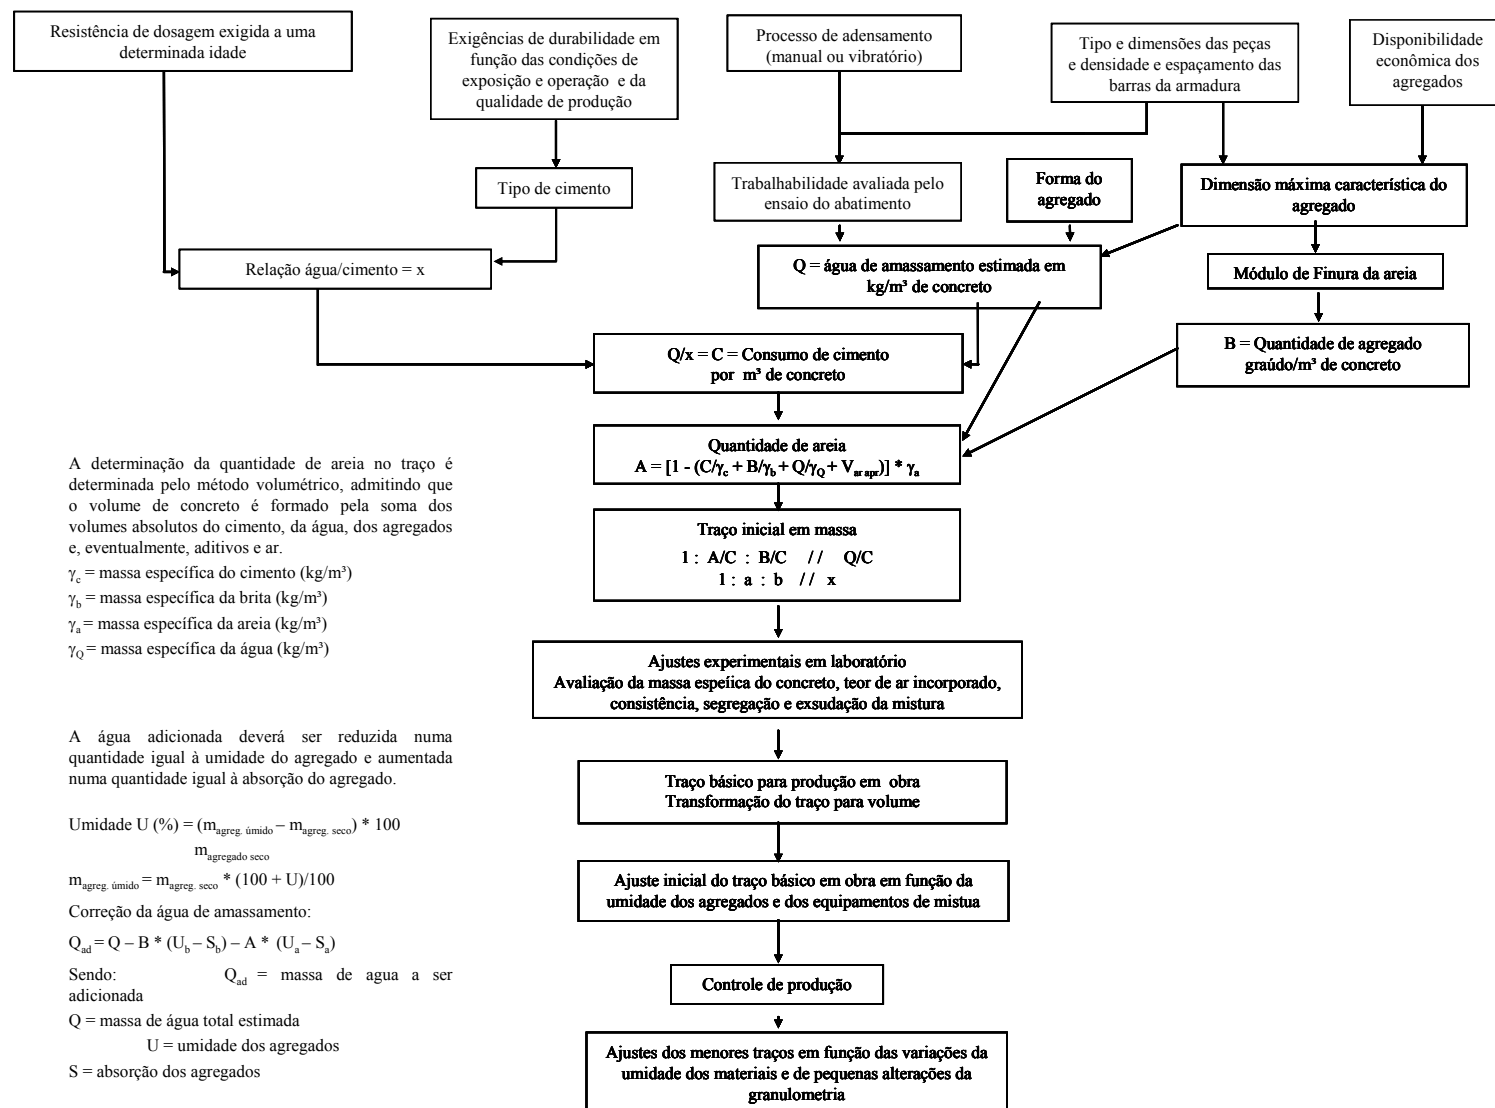 Resistência de dosagem exigida a uma
determinada idade
Exigências de durabilidade em
função das condições de
exposição e operação e da
qualidade de produção
Processo de adensamento
(manual ou vibratório)
Tipo e dimensões das peças
e densidade e espaçamento das
barras da armadura
Disponibilidade
econômica dos
agregados
Tipo de cimento
Trabalhabilidade avaliada pelo
ensaio do abatimento
Forma do
agregado
Dimensão máxima característica do
agregado
Relação água/cimento = x
Q = água de amassamento estimada em
kg/m³ de concreto
Módulo de Finura da areia
Q/x = C = Consumo de cimento
por m³ de concreto
B = Quantidade de agregado
graúdo/m³ de concreto
Quantidade de areia
A = [1 - (C/γc + B/γb + Q/γQ + Var apr)] * γa
Traço inicial em massa
1 : A/C : B/C // Q/C
1 : a : b // x
Ajustes experimentais em laboratório
Avaliação da massa espeíica do concreto, teor de ar incorporado,
consistência, segregação e exsudação da mistura
Traço básico para produção em obra
Transformação do traço para volume
Ajuste inicial do traço básico em obra em função da
umidade dos agregados e dos equipamentos de mistua
Controle de produção
Ajustes dos menores traços em função das variações da
umidade dos materiais e de pequenas alterações da
granulometria
A determinação da quantidade de areia no traço é
determinada pelo método volumétrico, admitindo que
o volume de concreto é formado pela soma dos
volumes absolutos do cimento, da água, dos agregados
e, eventualmente, aditivos e ar.
γc = massa específica do cimento (kg/m³)
γb = massa específica da brita (kg/m³)
γa = massa específica da areia (kg/m³)
γQ = massa específica da água (kg/m³)
A água adicionada deverá ser reduzida numa
quantidade igual à umidade do agregado e aumentada
numa quantidade igual à absorção do agregado.
Umidade U (%) = (magreg. úmido – magreg. seco) * 100
magregado seco
magreg. úmido = magreg. seco * (100 + U)/100
Correção da água de amassamento:
Qad = Q – B * (Ub – Sb) – A * (Ua – Sa)
Sendo: Qad = massa de agua a ser
adicionada
Q = massa de água total estimada
U = umidade dos agregados
S = absorção dos agregados